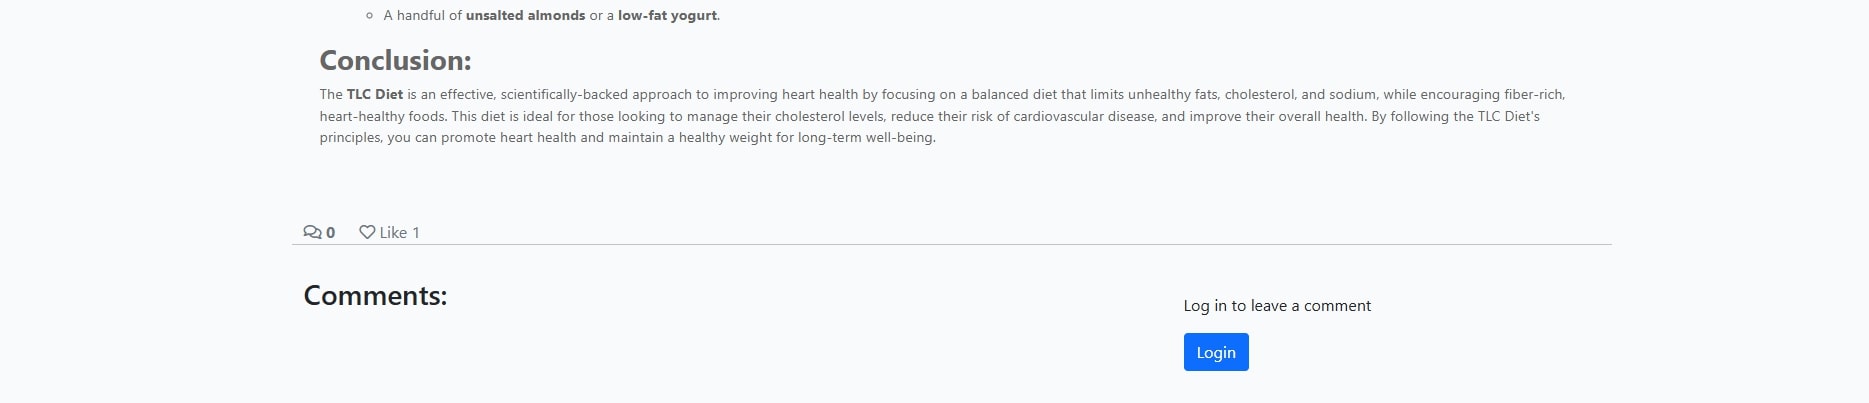 A handful of unsalted almonds or a low-fat yogurt.
Conclusion:
The TLC Diet is an effective, scientifically-backed approach to improving heart health by focusing on a balanced diet that limits unhealthy fats, cholesterol, and sodium, while encouraging fiber-rich,
heart-healthy foods. This diet is ideal for those looking to manage their cholesterol levels, reduce their risk of cardiovascular disease, and improve their overall health. By following the TLC Diet's
principles, you can promote heart health and maintain a healthy weight for long-term well-being.
0 Like 1
Comments:
Log in to leave a comment
Login